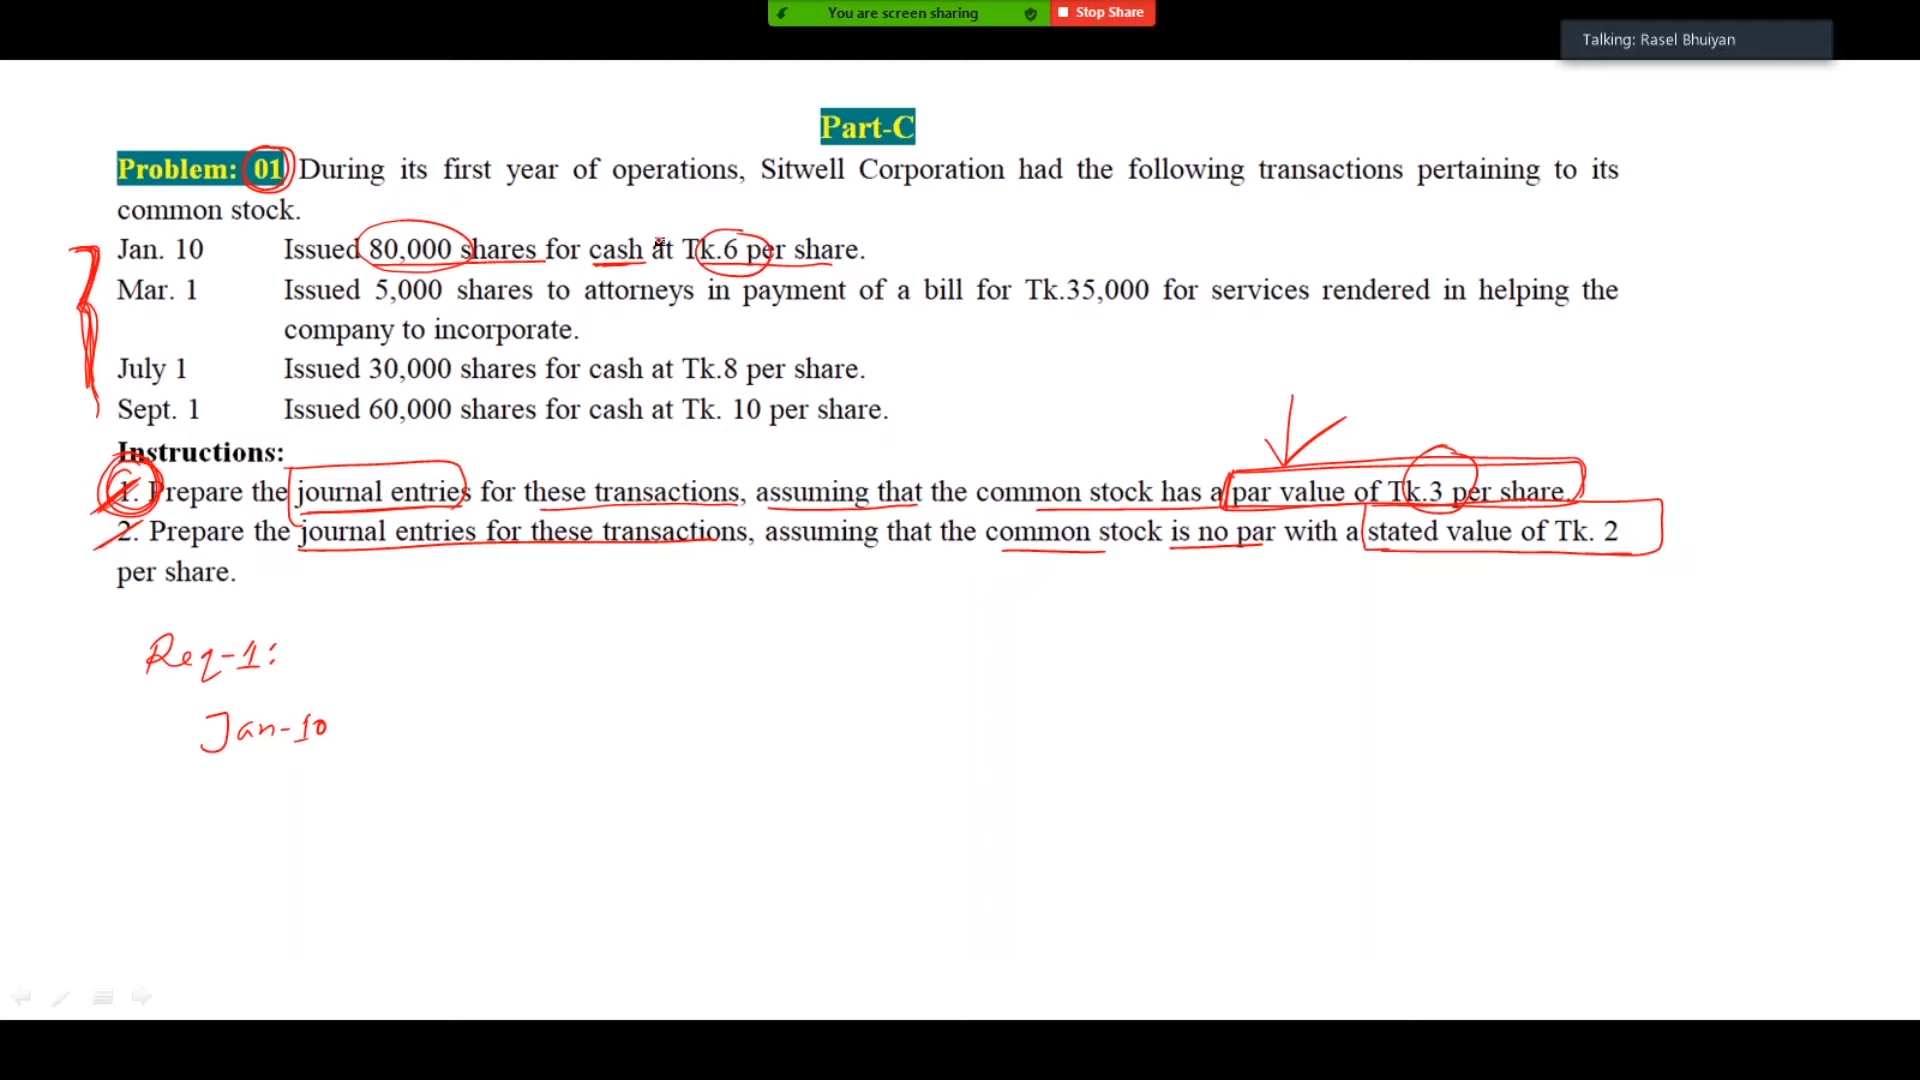 You are screen sharing
Stop Share
Talking: Rasel Bhuiyan
Part-C
Problem: 01 During its first year of operations, Sitwell Corporation had the following transactions pertaining to its
common stock.
Jan. 10 Issued 80,000 shares for cash at Tk.6 per share.
Mar. 1 Issued 5,000 shares to attorneys in payment of a bill for Tk.35,000 for services rendered in helping the
company to incorporate.
July 1 Issued 30,000 shares for cash at Tk.8 per share.
Sept. 1 Issued 60,000 shares for cash at Tk. 10 per share.
Instructions:
1. Prepare the journal entries for these transactions, assuming that the common stock has a par value of Tk.3 per share.
2. Prepare the journal entries for these transactions, assuming that the common stock is no par with a stated value of Tk. 2
per share.
Req-1:
Jan-10